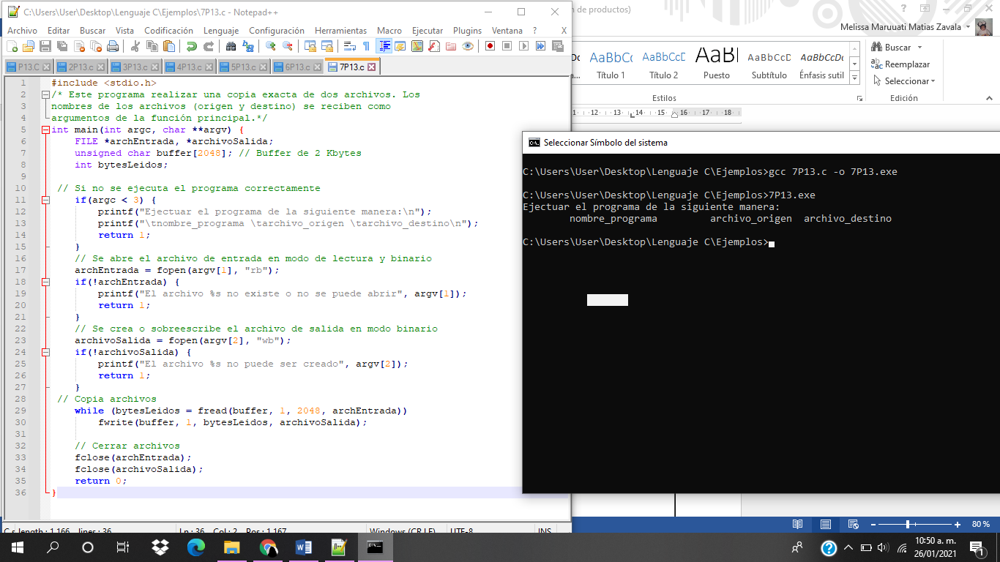 C:\Users\User\Desktop\Lenguaje C\Ejemplos\7P13.c - Notepad++
Archivo Editar Buscar Vista Codificación Lenguaje Configuración Herramientas Macro Ejecutar Plugins Ventana ? X
P13.C 2P13.c 3P13.c 4P13.c 5P13.c 6P13.c 7P13.c
1 #include <stdio.h>
2 /* Este programa realizar una copia exacta de dos archivos. Los
3 nombres de los archivos (origen y destino) se reciben como
4 argumentos de la función principal.*/
5 int main(int argc, char **argv) {
6 FILE *archEntrada, *archivoSalida;
7 unsigned char buffer[2048]; // Buffer de 2 Kbytes
8 int bytesLeidos;
9
10 // Si no se ejecuta el programa correctamente
11 if(argc < 3) {
12 printf("Ejectuar el programa de la siguiente manera:\n");
13 printf("\tnombre_programa \tarchivo_origen \tarchivo_destino\n");
14 return 1;
15 }
16 // Se abre el archivo de entrada en modo de lectura y binario
17 archEntrada = fopen(argv[1], "rb");
18 if(!archEntrada) {
19 printf("El archivo %s no existe o no se puede abrir", argv[1]);
20 return 1;
21 }
22 // Se crea o sobreescribe el archivo de salida en modo binario
23 archivoSalida = fopen(argv[2], "wb");
24 if(!archivoSalida) {
25 printf("El archivo %s no puede ser creado", argv[2]);
26 return 1;
27 }
28 // Copia archivos
29 while (bytesLeidos = fread(buffer, 1, 2048, archEntrada))
30 fwrite(buffer, 1, bytesLeidos, archivoSalida);
31
32 // Cerrar archivos
33 fclose(archEntrada);
34 fclose(archivoSalida);
35 return 0;
36 }
length : 1,166 lines : 36 Ln : 36 Col : 2 Pos : 1,167 Windows (CR LF) UTF-8 INS
n de productos)
Melissa Maruuati Matias Zavala
AaBbCc AaBbCcC AaBl AaBbCcD AaBbCcDc
Título 1 Título 2 Puesto Subtítulo Énfasis sutil
Estilos
Buscar
Reemplazar
Seleccionar
Edición
11 12 13 14 15 16 17 18
Seleccionar Símbolo del sistema
C:\Users\User\Desktop\Lenguaje C\Ejemplos>gcc 7P13.c -o 7P13.exe
C:\Users\User\Desktop\Lenguaje C\Ejemplos>7P13.exe
Ejectuar el programa de la siguiente manera:
nombre_programa archivo_origen archivo_destino
C:\Users\User\Desktop\Lenguaje C\Ejemplos>
80 %
10:50 a. m.
26/01/2021